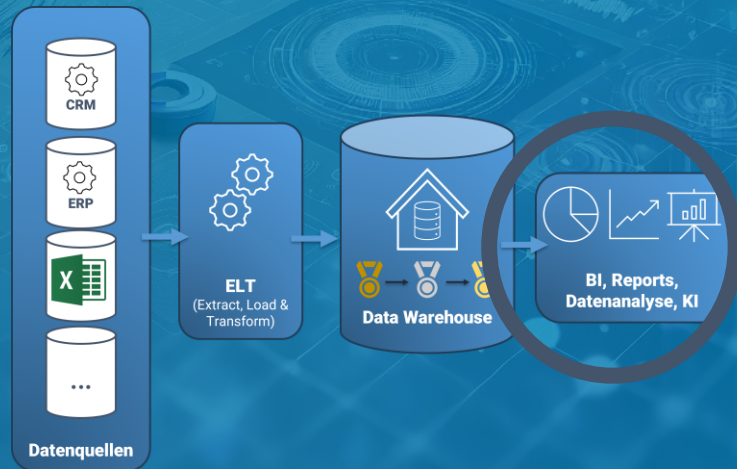 CRM
ERP
X
...
Datenquellen
ELT
(Extract, Load &
Transform)
Data Warehouse
BI, Reports,
Datenanalyse, KI